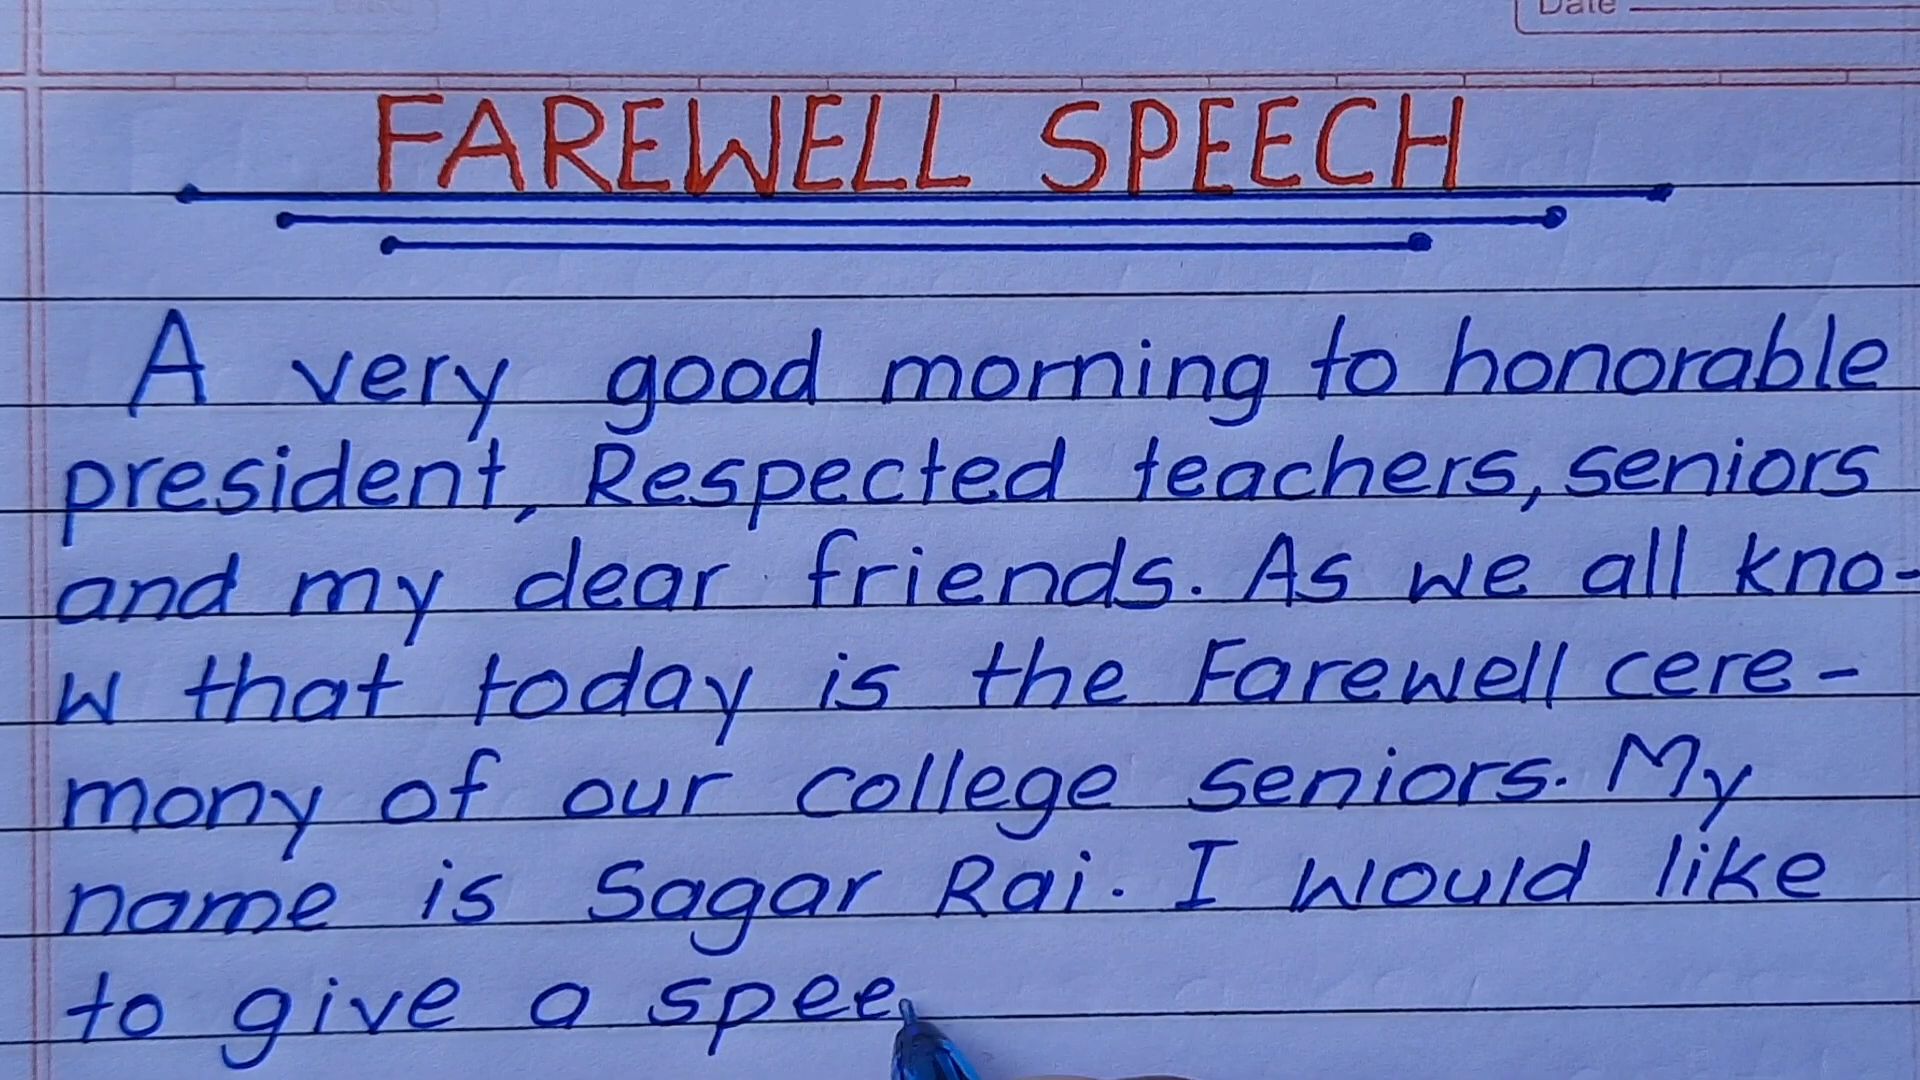 Date
FAREWELL SPEECH
A very good morning to honorable
president, Respected teachers, seniors
and my dear friends. As we all kno-
w that today is the Farewell cere-
mony of our college seniors. My
name is Sagar Rai. I would like
to give a spee